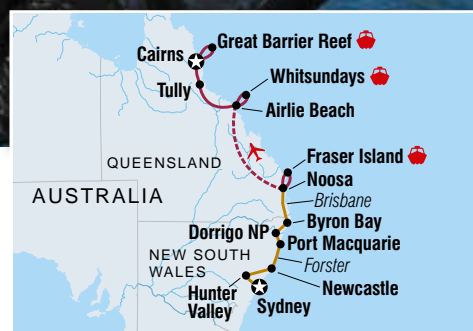 Great Barrier Reef
Cairns
Whitsundays
Tully
Airlie Beach
QUEENSLAND
Fraser Island
Noosa
AUSTRALIA
Brisbane
Byron Bay
Dorrigo NP
Port Macquarie
NEW SOUTH
WALES
Forster
Newcastle
Hunter
Valley
Sydney